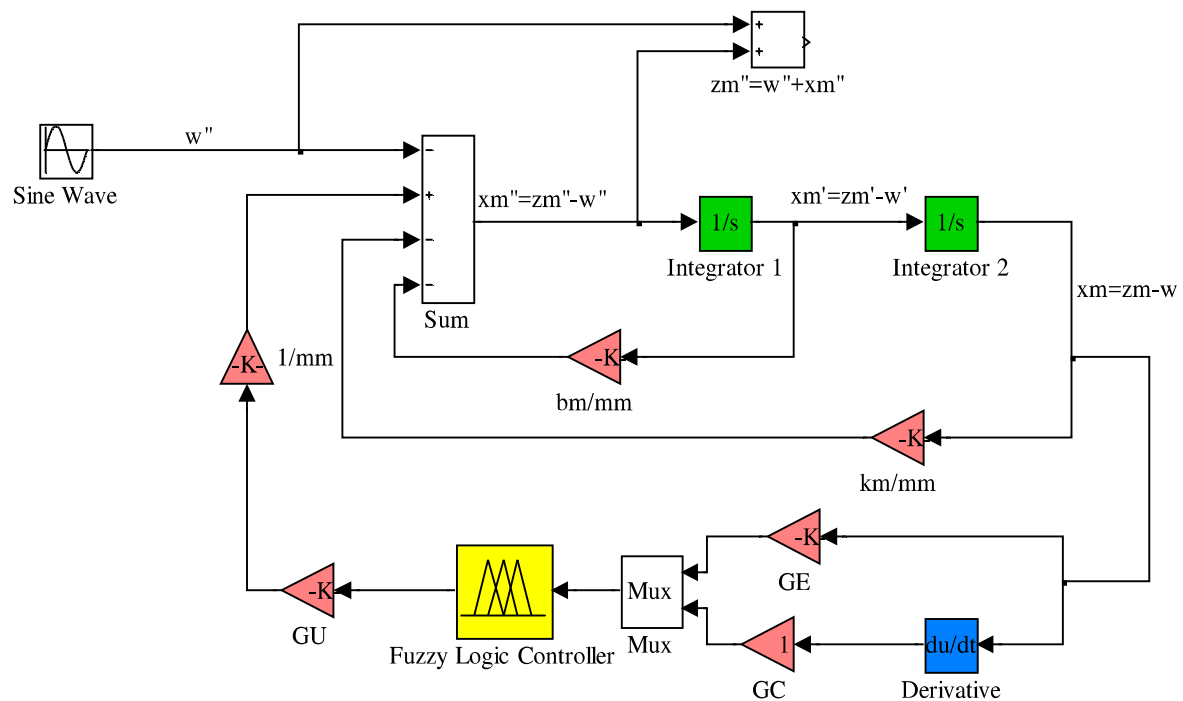 +
+
zm"=w"+xm"
w"
Sine Wave
-
+
-
-
Sum
xm"=zm"-w"
1/s
Integrator 1
xm'=zm'-w'
1/s
Integrator 2
xm=zm-w
-K-
1/mm
-K
bm/mm
-K
km/mm
-K
GE
Mux
Mux
-K
GU
Fuzzy Logic Controller
1
GC
du/dt
Derivative